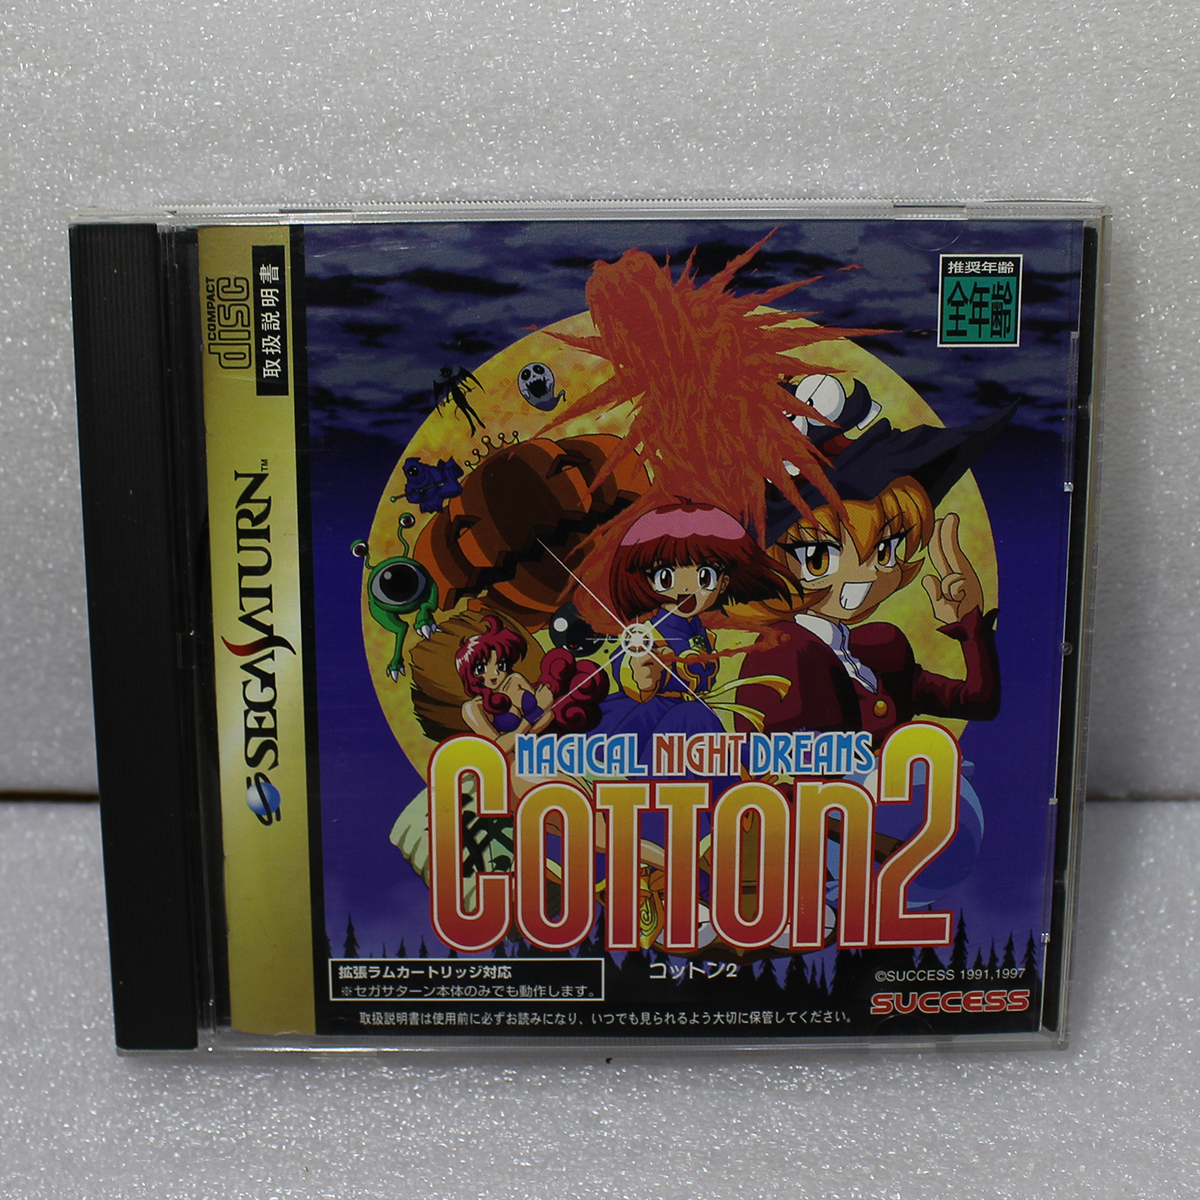 COMPACT
disc
取扱説明書
SEGASATURN™
推奨年齢
全年齢
MAGICAL NIGHT DREAMS
COTTON2
コットン2
拡張ラムカートリッジ対応
※セガサターン本体のみでも動作します。
©SUCCESS 1991,1997
SUCCESS
取扱説明書は使用前に必ずお読みになり、いつでも見られるよう大切に保管してください。